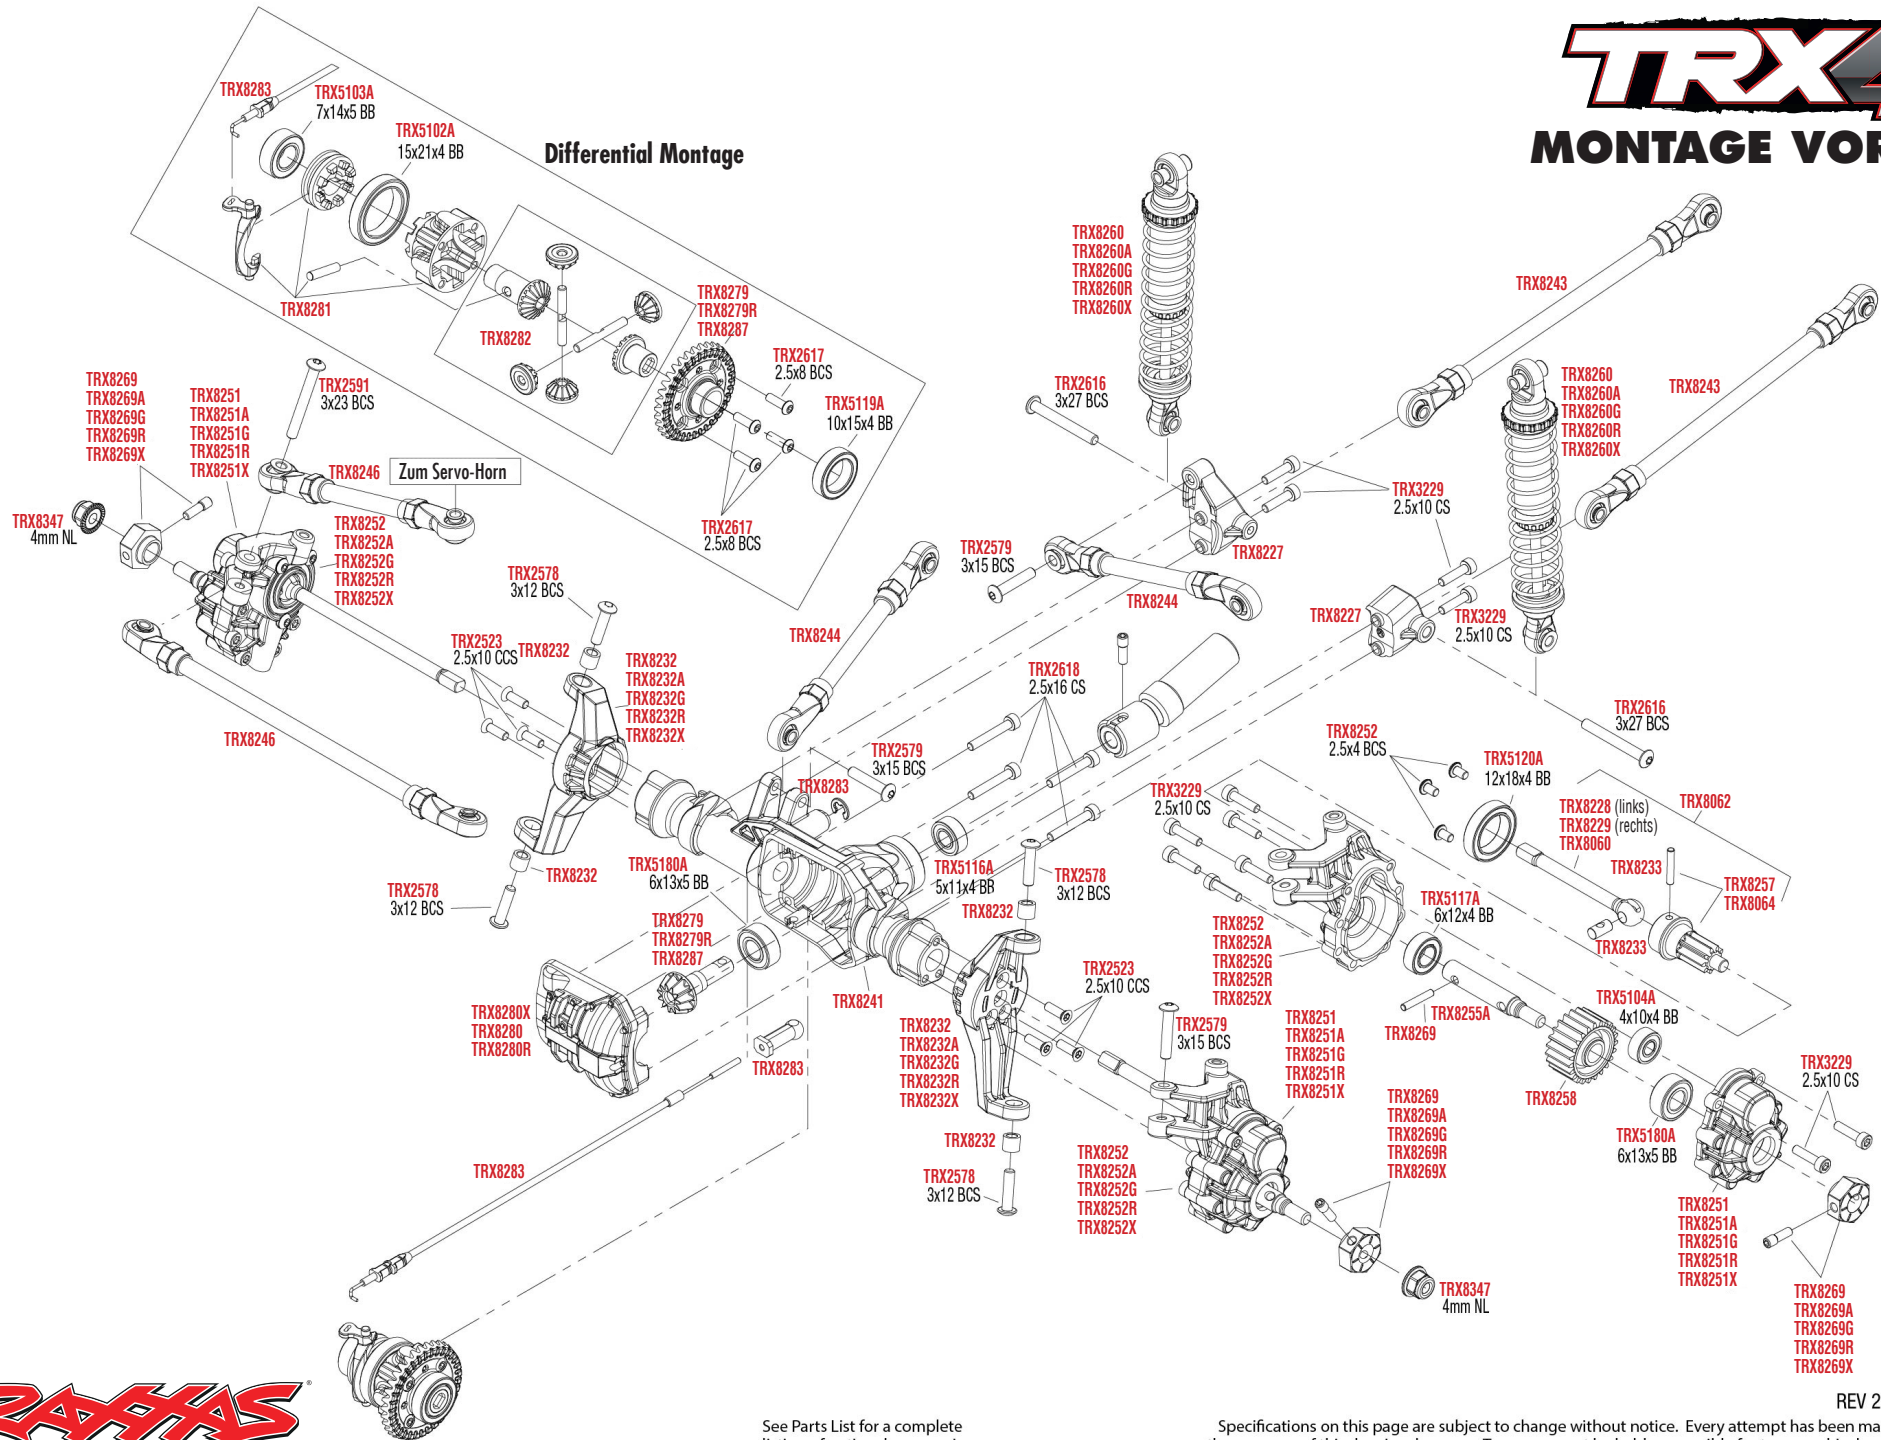 TRX4
MONTAGE VOR
Differential Montage
TRX8283
TRX5103A
7x14x5 BB
TRX5102A
15x21x4 BB
TRX8281
TRX8282
TRX8279
TRX8279R
TRX8287
TRX2617
2.5x8 BCS
TRX5119A
10x15x4 BB
TRX2617
2.5x8 BCS
TRX8260
TRX8260A
TRX8260G
TRX8260R
TRX8260X
TRX8243
TRX8243
TRX8260
TRX8260A
TRX8260G
TRX8260R
TRX8260X
TRX2616
3x27 BCS
TRX3229
2.5x10 CS
TRX8227
TRX2579
3x15 BCS
TRX8244
TRX8244
TRX8227
TRX3229
2.5x10 CS
TRX2616
3x27 BCS
TRX8269
TRX8269A
TRX8269G
TRX8269R
TRX8269X
TRX8251
TRX8251A
TRX8251G
TRX8251R
TRX8251X
TRX2591
3x23 BCS
TRX8246
Zum Servo-Horn
TRX8347
4mm NL
TRX8252
TRX8252A
TRX8252G
TRX8252R
TRX8252X
TRX2578
3x12 BCS
TRX2523
2.5x10 CCS
TRX8232
TRX8232
TRX8232A
TRX8232G
TRX8232R
TRX8232X
TRX8246
TRX2618
2.5x16 CS
TRX2579
3x15 BCS
TRX8283
TRX8232
TRX2578
3x12 BCS
TRX5180A
6x13x5 BB
TRX5116A
5x11x4 BB
TRX2578
3x12 BCS
TRX8232
TRX8279
TRX8279R
TRX8287
TRX8280X
TRX8280
TRX8280R
TRX8241
TRX8283
TRX8283
TRX2523
2.5x10 CCS
TRX8232
TRX8232A
TRX8232G
TRX8232R
TRX8232X
TRX8232
TRX2578
3x12 BCS
TRX2579
3x15 BCS
TRX8251
TRX8251A
TRX8251G
TRX8251R
TRX8251X
TRX8252
TRX8252A
TRX8252G
TRX8252R
TRX8252X
TRX8269
TRX8269A
TRX8269G
TRX8269R
TRX8269X
TRX8347
4mm NL
TRX8252
2.5x4 BCS
TRX5120A
12x18x4 BB
TRX3229
2.5x10 CS
TRX8228 (links)
TRX8229 (rechts)
TRX8060
TRX8062
TRX8233
TRX8257
TRX8064
TRX8233
TRX5117A
6x12x4 BB
TRX8252
TRX8252A
TRX8252G
TRX8252R
TRX8252X
TRX8255A
TRX8269
TRX5104A
4x10x4 BB
TRX8258
TRX5180A
6x13x5 BB
TRX3229
2.5x10 CS
TRX8251
TRX8251A
TRX8251G
TRX8251R
TRX8251X
TRX8269
TRX8269A
TRX8269G
TRX8269R
TRX8269X
REV 2
TRAXXAS
See Parts List for a complete
Specifications on this page are subject to change without notice. Every attempt has been ma